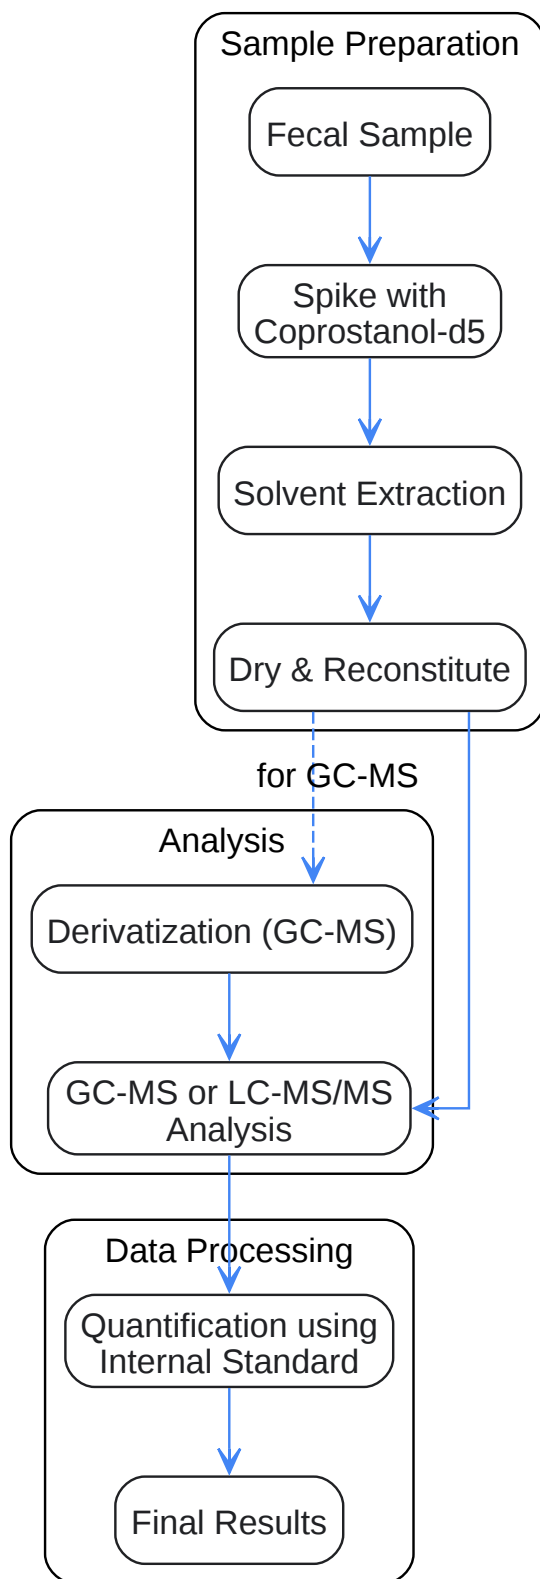 Sample Preparation
Fecal Sample
Spike with
Coprostanol-d5
Solvent Extraction
Dry & Reconstitute
for GC-MS
Analysis
Derivatization (GC-MS)
GC-MS or LC-MS/MS
Analysis
Data Processing
Quantification using
Internal Standard
Final Results